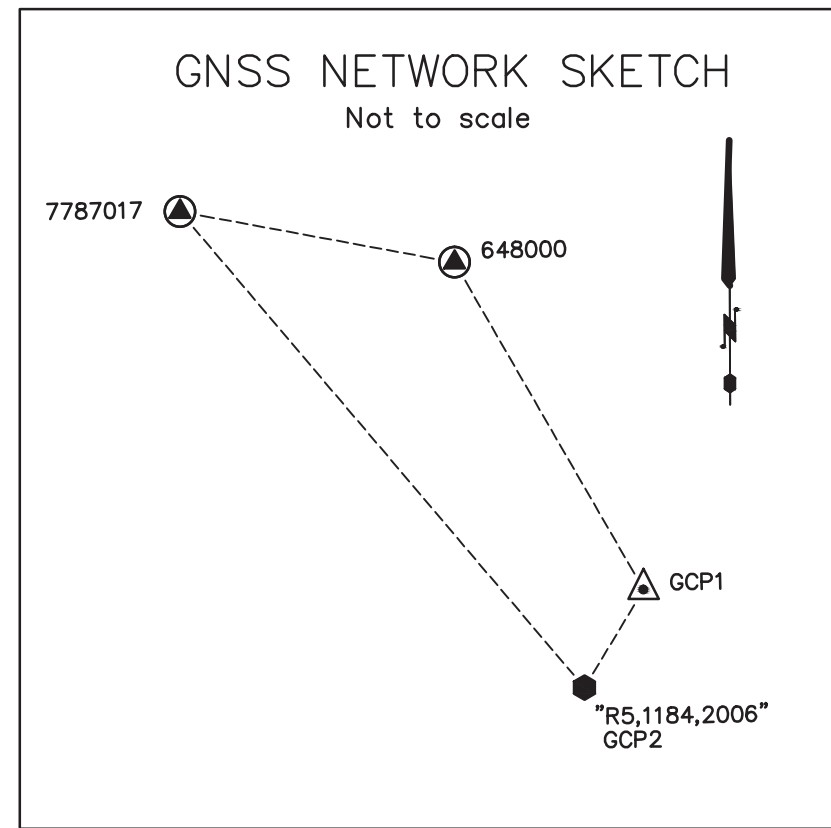 GNSS NETWORK SKETCH
Not to scale
7787017
648000
N
GCP1
"R5,1184,2006"
GCP2